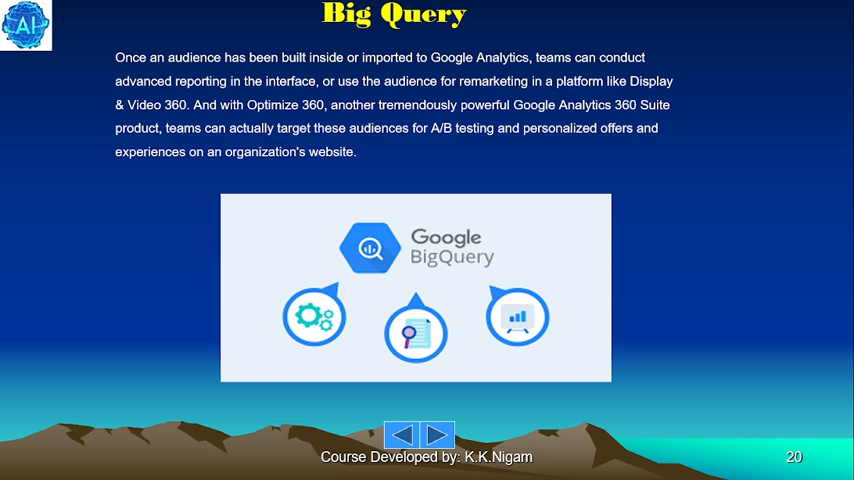 AI
Big Query
Once an audience has been built inside or imported to Google Analytics, teams can conduct
advanced reporting in the interface, or use the audience for remarketing in a platform like Display
& Video 360. And with Optimize 360, another tremendously powerful Google Analytics 360 Suite
product, teams can actually target these audiences for A/B testing and personalized offers and
experiences on an organization's website.
Google
BigQuery
Course Developed by: K.K.Nigam
20